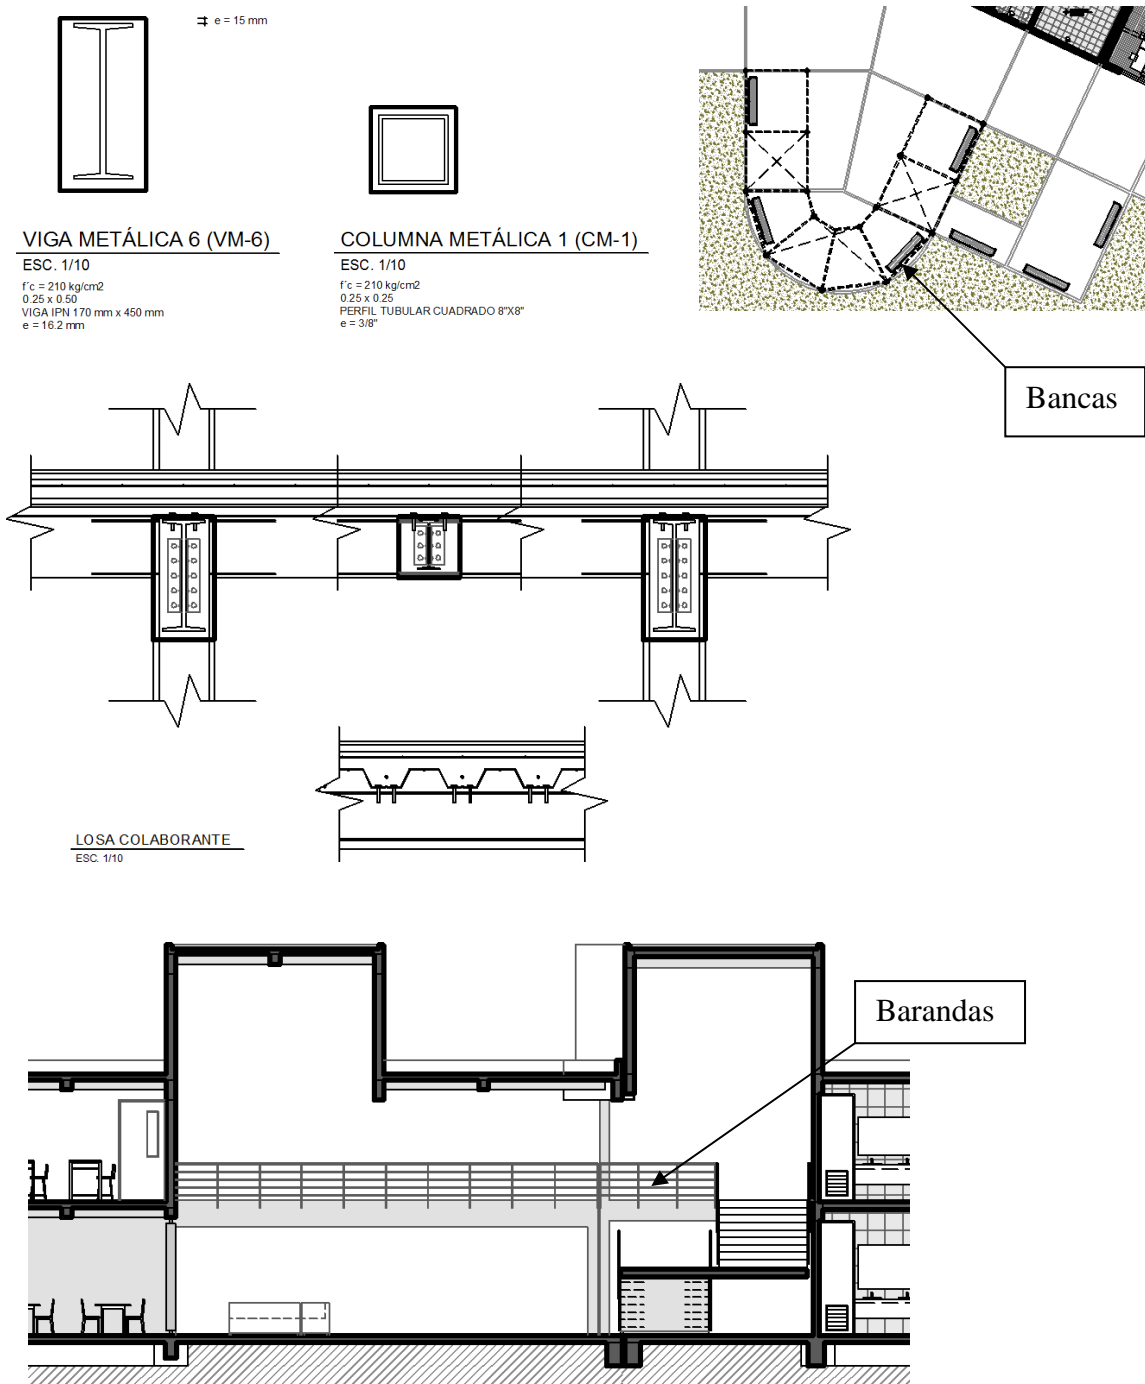 e = 15 mm
VIGA METÁLICA 6 (VM-6)
ESC. 1/10
f´c = 210 kg/cm2
0.25 x 0.50
VIGA IPN 170 mm x 450 mm
e = 16.2 mm
COLUMNA METÁLICA 1 (CM-1)
ESC. 1/10
f´c = 210 kg/cm2
0.25 x 0.25
PERFIL TUBULAR CUADRADO 8"X8"
e = 3/8"
Bancas
LOSA COLABORANTE
ESC. 1/10
Barandas